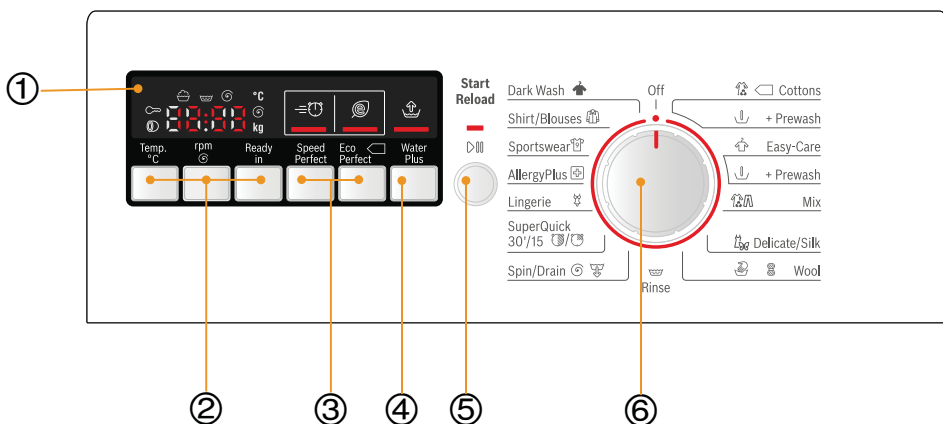 ①
°C
kg
Temp.
°C
rpm
Ready
in
Speed
Perfect
Eco
Perfect
Water
Plus
Start
Reload
Dark Wash
Shirt/Blouses
Sportswear
AllergyPlus
Lingerie
SuperQuick
30'/15
Spin/Drain
Off
Cottons
+ Prewash
Easy-Care
+ Prewash
Mix
Delicate/Silk
Wool
Rinse
②
③
④
⑤
⑥